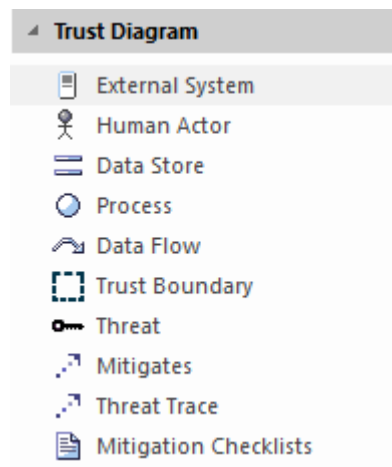 Trust Diagram
External System
Human Actor
Data Store
Process
Data Flow
Trust Boundary
Threat
Mitigates
Threat Trace
Mitigation Checklists